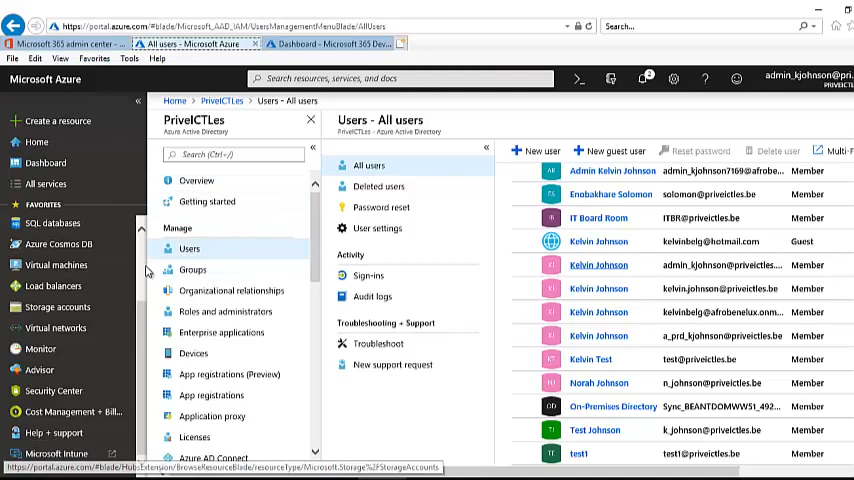 https://portal.azure.com/#blade/Microsoft_AAD_IAM/UsersManagementMenuBlade/AllUsers
Search...
Microsoft 365 admin center - ...
All users - Microsoft Azure
Dashboard - Microsoft 365 Dev...
File Edit View Favorites Tools Help
Microsoft Azure
Search resources, services, and docs
2
admin_kjohnson@pri...
PRIVEICTLES
Create a resource
Home
Dashboard
All services
FAVORITES
SQL databases
Azure Cosmos DB
Virtual machines
Load balancers
Storage accounts
Virtual networks
Monitor
Advisor
Security Center
Cost Management + Bill...
Help + support
Microsoft Intune
Home > PriveICTLes > Users - All users
PriveICTLes
Azure Active Directory
Search (Ctrl+/)
Overview
Getting started
Manage
Users
Groups
Organizational relationships
Roles and administrators
Enterprise applications
Devices
App registrations (Preview)
App registrations
Application proxy
Licenses
Azure AD Connect
Users - All users
PriveICTLes - Azure Active Directory
All users
Deleted users
Password reset
User settings
Activity
Sign-ins
Audit logs
Troubleshooting + Support
Troubleshoot
New support request
New user New guest user Reset password Delete user Multi-F
AK Admin Kelvin Johnson admin_kjohnson7169@afrobe... Member
ES Enobakhare Solomon solomon@priveictles.be Member
IB IT Board Room ITBR@priveictles.be Member
Kelvin Johnson kelvinbelg@hotmail.com Guest
KJ Kelvin Johnson admin_kjohnson@priveictles.... Member
KJ Kelvin Johnson kelvin.johnson@priveictles.be Member
KJ Kelvin Johnson kelvinbelg@afrobenelux.onm... Member
KJ Kelvin Johnson a_prd_kjohnson@priveictles.... Member
KT Kelvin Test test@priveictles.be Member
NJ Norah Johnson n_johnson@priveictles.be Member
OD On-Premises Directory Sync_BEANTDOMWW51_492... Member
TJ Test Johnson k_johnson@priveictles.be Member
TE test1 test1@priveictles.be Member
https://portal.azure.com/#blade/HubsExtension/BrowseResourceBlade/resourceType/Microsoft.Storage%2FStorageAccounts